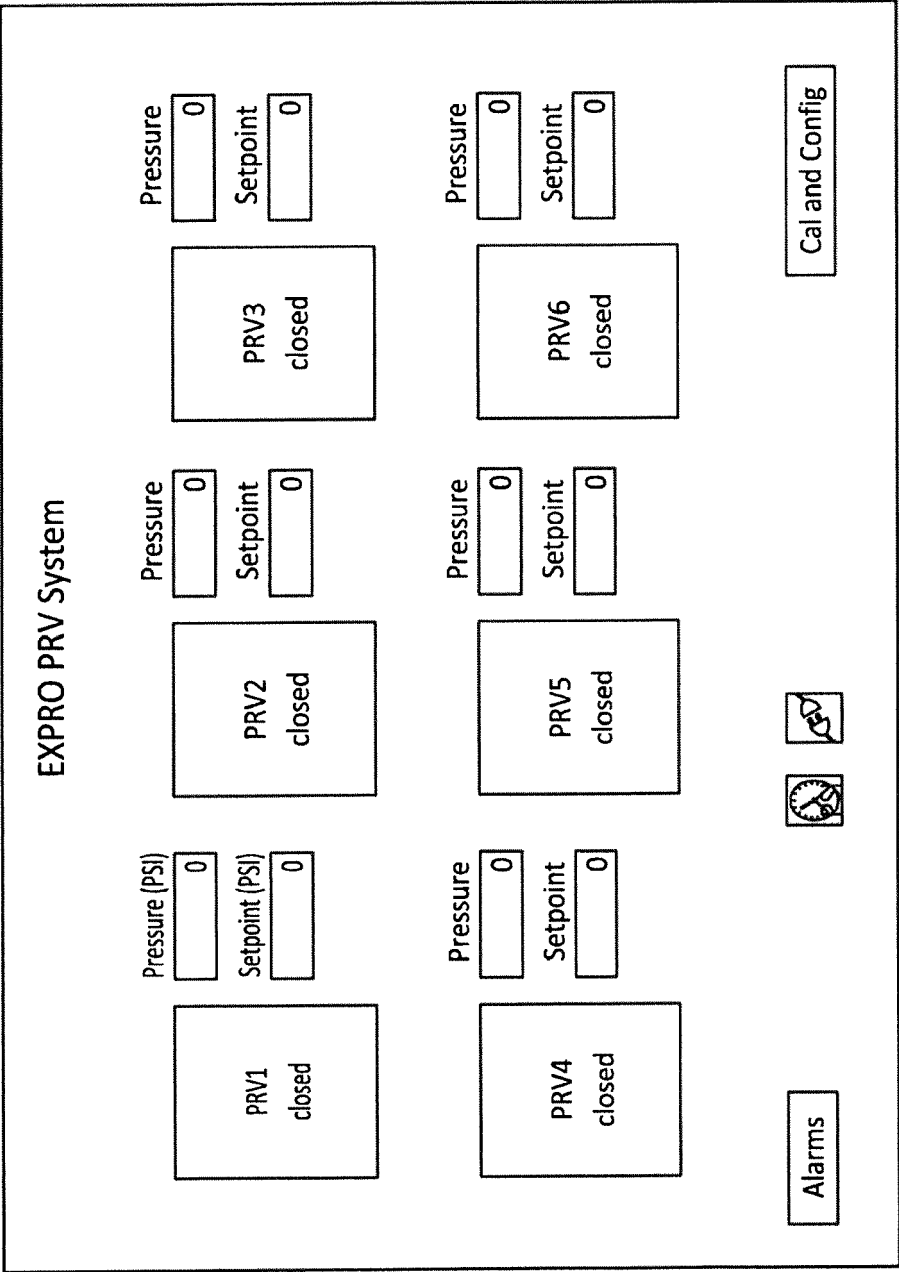 EXPRO PRV System
PRV1
closed
Pressure (PSI)
0
Setpoint (PSI)
0
PRV2
closed
Pressure
0
Setpoint
0
PRV3
closed
Pressure
0
Setpoint
0
PRV4
closed
Pressure
0
Setpoint
0
PRV5
closed
Pressure
0
Setpoint
0
PRV6
closed
Pressure
0
Setpoint
0
Alarms
Cal and Config